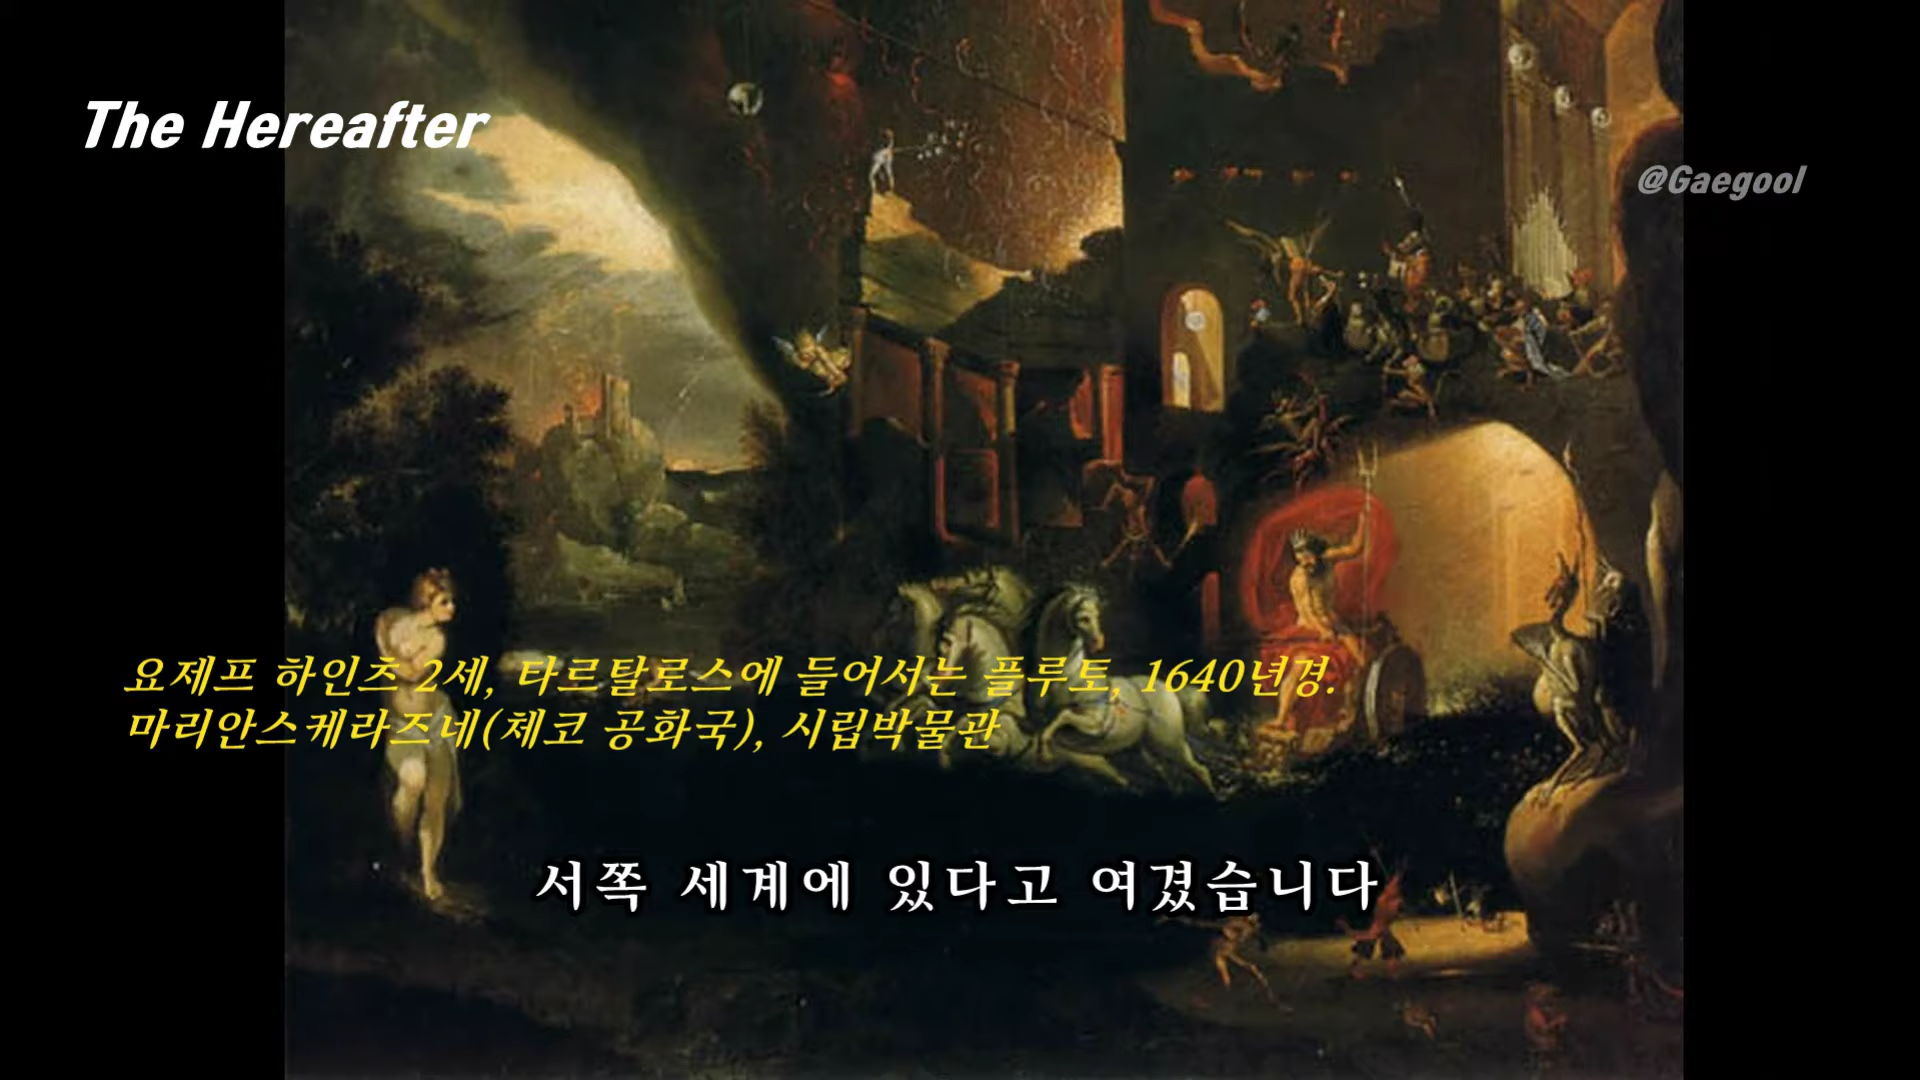 The Hereafter
@Gaegool
요제프 하인츠 2세, 타르탈로스에 들어서는 플루토, 1640년경.
마리안스케라즈네(체코 공화국), 시립박물관
서쪽 세계에 있다고 여겼습니다